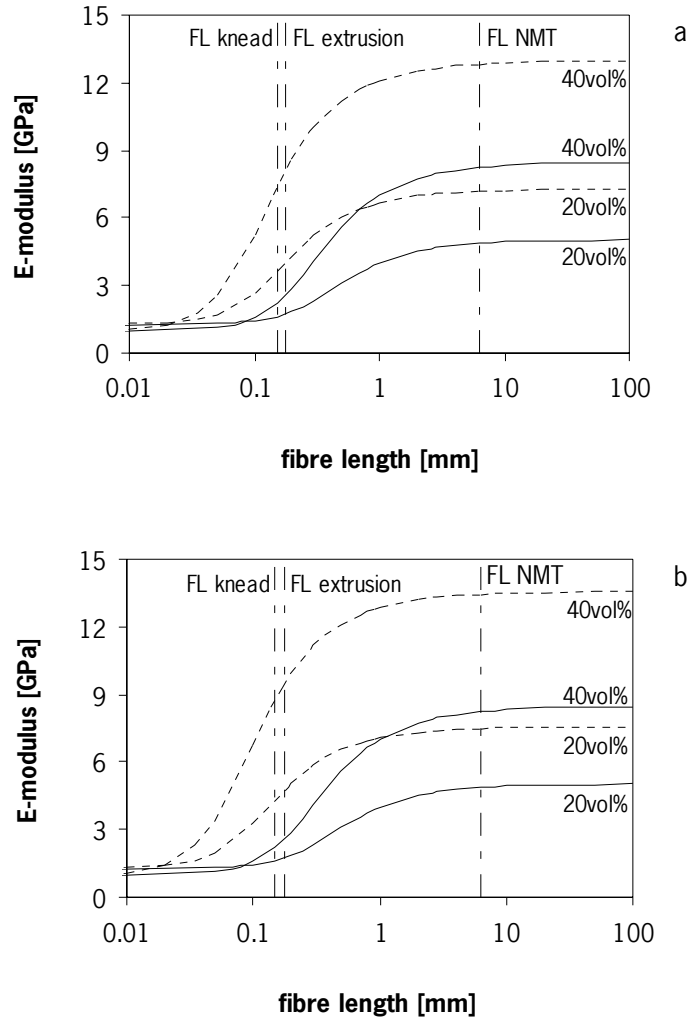 a
FL knead
FL extrusion
FL NMT
15
12
9
6
3
0
E-modulus [GPa]
40vol%
40vol%
20vol%
20vol%
0.01
0.1
1
10
100
fibre length [mm]
b
FL knead
FL extrusion
FL NMT
15
12
9
6
3
0
E-modulus [GPa]
40vol%
40vol%
20vol%
20vol%
0.01
0.1
1
10
100
fibre length [mm]